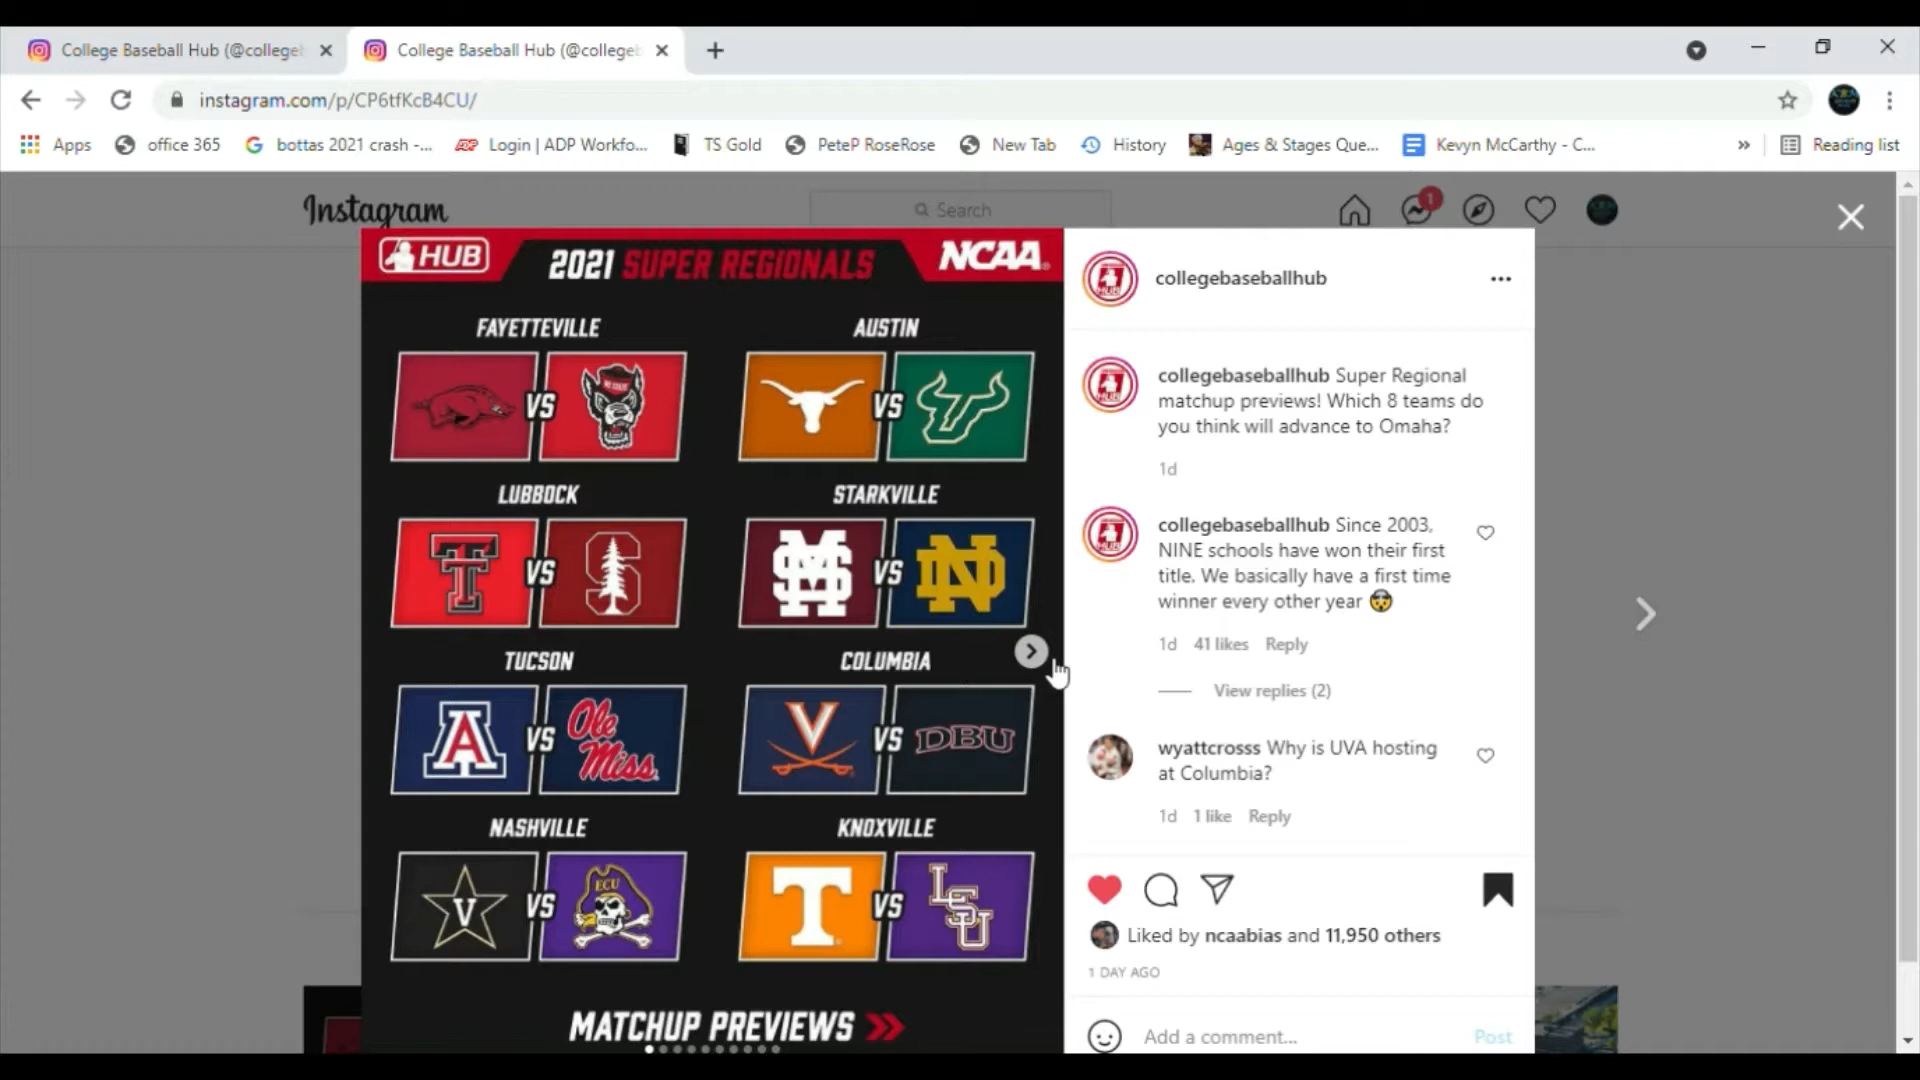 College Baseball Hub (@college
College Baseball Hub (@colleget
instagram.com/p/CP6tfKcB4CU/
Apps
office 365
bottas 2021 crash -...
Login | ADP Workfo...
TS Gold
PeteP RoseRose
New Tab
History
Ages & Stages Que...
Kevyn McCarthy - C...
»
Reading list
Instagram
Search
1
HUB
2021 SUPER REGIONALS
NCAA
FAYETTEVILLE
AUSTIN
VS
VS
LUBBOCK
STARKVILLE
T VS S
MS VS ND
TUCSON
COLUMBIA
A VS Ole Miss
V VS DBU
NASHVILLE
KNOXVILLE
V VS ECU
T VS LSU
MATCHUP PREVIEWS
collegebaseballhub
collegebaseballhub Super Regional
matchup previews! Which 8 teams do
you think will advance to Omaha?
1d
collegebaseballhub Since 2003,
NINE schools have won their first
title. We basically have a first time
winner every other year 🤯
1d 41 likes Reply
View replies (2)
wyattcrosss Why is UVA hosting
at Columbia?
1d 1 like Reply
Liked by ncaabias and 11,950 others
1 DAY AGO
Add a comment...
Post